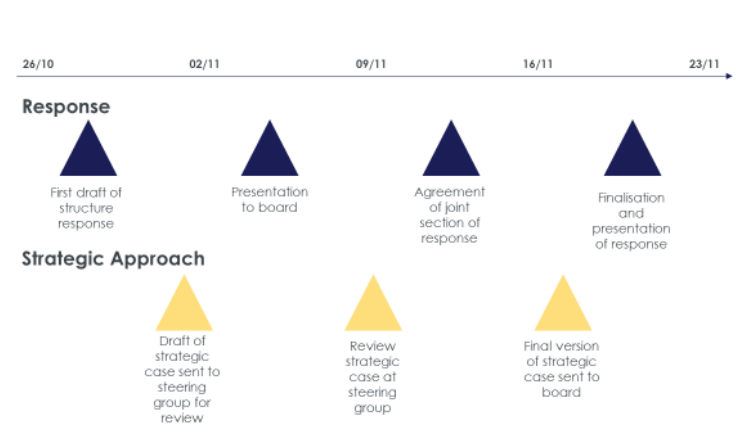 26/10 02/11 09/11 16/11 23/11
Response
First draft of
structure
response
Presentation
to board
Agreement
of joint
section of
response
Finalisation
and
presentation
of response
Strategic Approach
Draft of
strategic
case sent to
steering
group for
review
Review
strategic
case at
steering
group
Final version
of strategic
case sent to
board